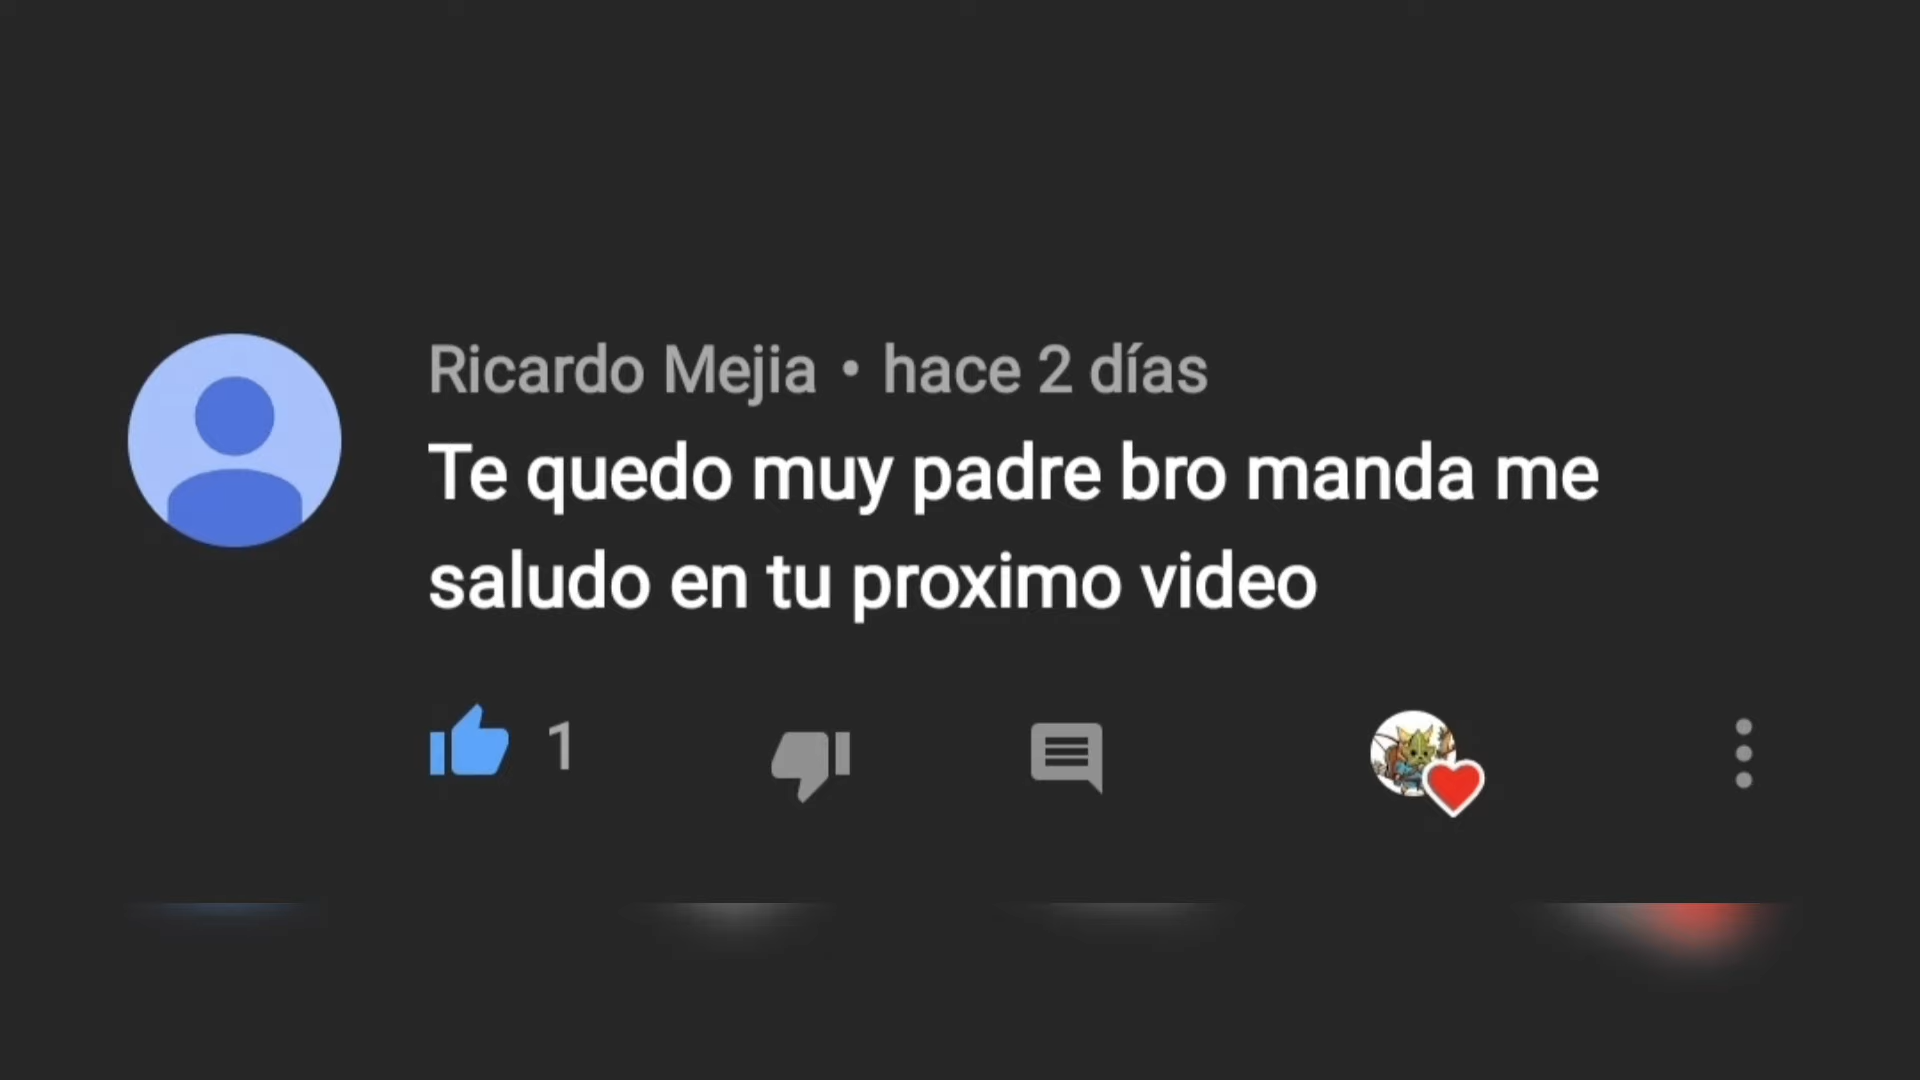 Ricardo Mejia • hace 2 días
Te quedo muy padre bro manda me
saludo en tu proximo video
1